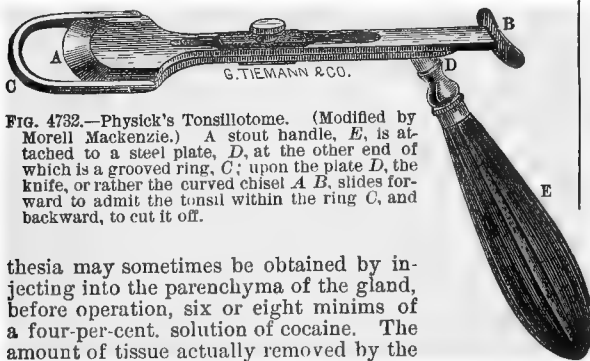 B
A
C
D
G.TIEMANN & CO.
E
FIG. 4732.—Physick's Tonsillotome. (Modified by
Morell Mackenzie.) A stout handle, E, is at-
tached to a steel plate, D, at the other end of
which is a grooved ring, C; upon the plate D, the
knife, or rather the curved chisel A B, slides for-
ward to admit the tonsil within the ring C, and
backward, to cut it off.
thesia may sometimes be obtained by in-
jecting into the parenchyma of the gland,
before operation, six or eight minims of
a four-per-cent. solution of cocaine. The
amount of tissue actually removed by the